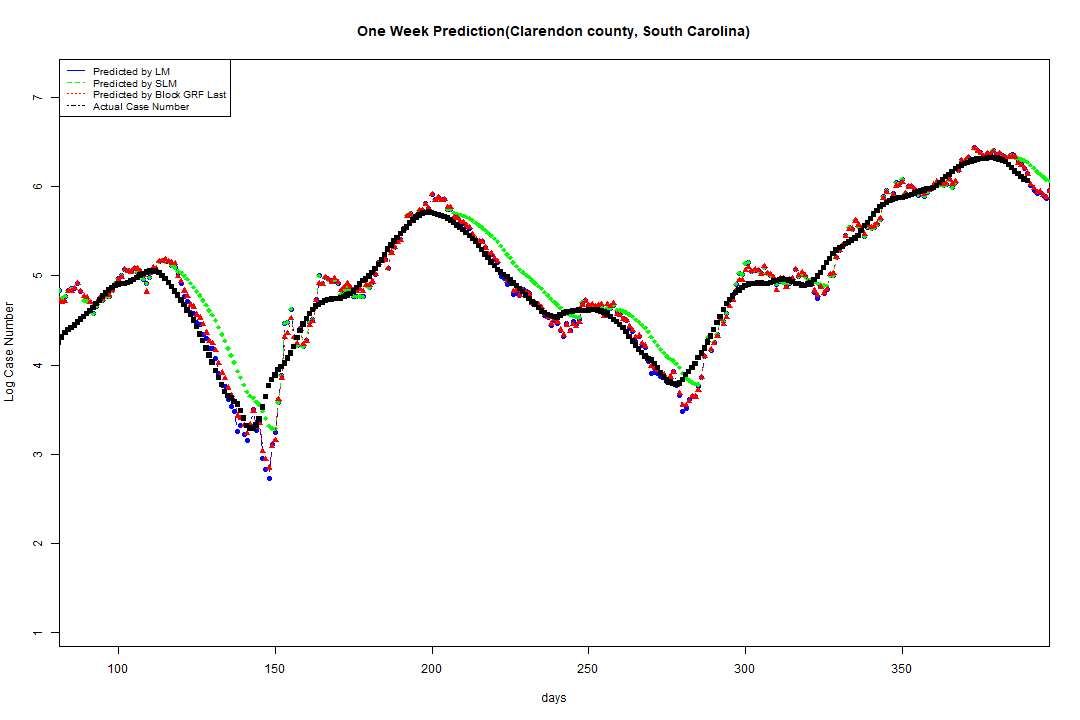 One Week Prediction(Clarendon county, South Carolina)
Predicted by LM
Predicted by SLM
Predicted by Block GRF Last
Actual Case Number
7
6
5
4
3
2
1
Log Case Number
100 150 200 250 300 350
days